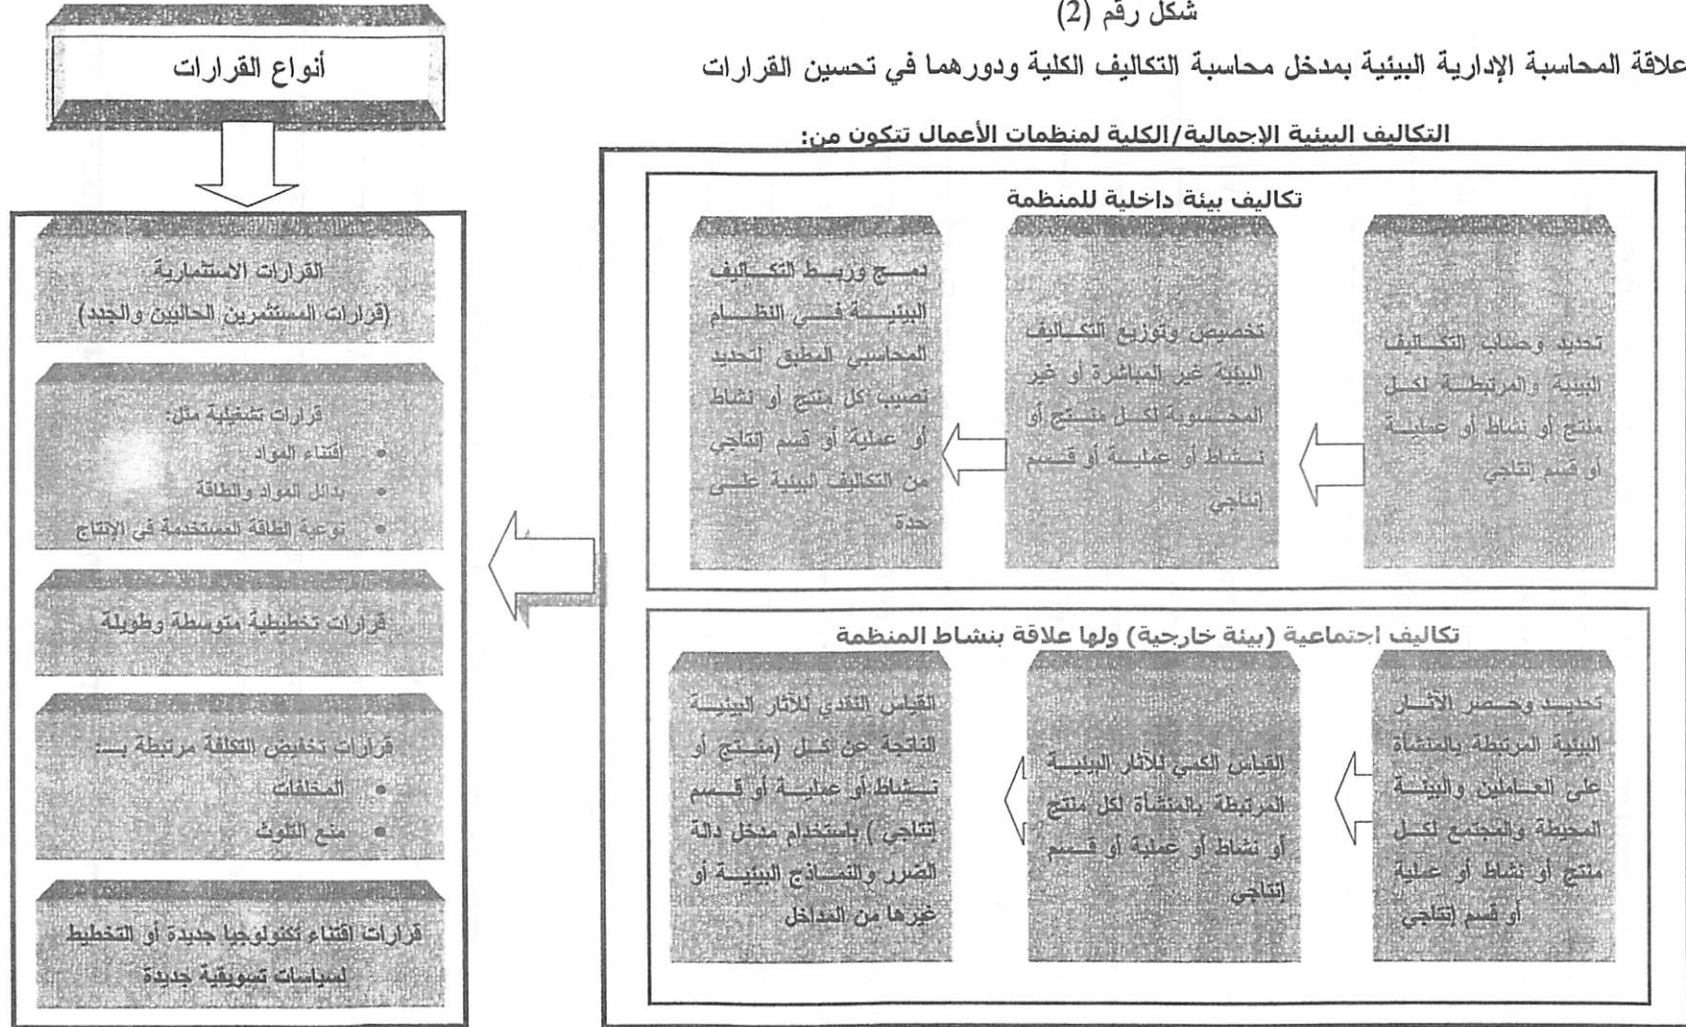 شكل رقم (2)
علاقة المحاسبة الإدارية البيئية بمدخل محاسبة التكاليف الكلية ودورهما في تحسين القرارات
التكاليف البيئية الإجمالية/الكلية لمنظمات الأعمال تتكون من:
تكاليف بيئة داخلية للمنظمة
تحديد وحساب التكاليف
البيئية والمرتبطة لكل
منتج أو نشاط أو عملية
أو قسم إنتاجي
تخصيص وتوزيع التكاليف
البيئية غير المباشرة أو غير
المحسوبة لكل منتج أو
نشاط أو عملية أو قسم
إنتاجي
دمج وربط التكاليف
البيئية في النظام
المحاسبي المطبق لتحديد
نصيب كل منتج أو نشاط
أو عملية أو قسم إنتاجي
من التكاليف البيئية على
حدة
تكاليف اجتماعية (بيئة خارجية) ولها علاقة بنشاط المنظمة
تحديد وحصر الآثار
البيئية المرتبطة بالمنشأة
على العاملين والبيئة
المحيطة والمجتمع لكل
منتج أو نشاط أو عملية
أو قسم إنتاجي
القياس الكمي للآثار البيئية
المرتبطة بالمنشأة لكل منتج
أو نشاط أو عملية أو قسم
إنتاجي
القياس النقدي للآثار البيئية
الناتجة عن كل (منتج أو
نشاط أو عملية أو قسم
إنتاجي) باستخدام مدخل دالة
الضرر والنماذج البيئية أو
غيرها من المداخل
أنواع القرارات
القرارات الاستثمارية
(قرارات المستثمرين الحاليين والجدد)
قرارات تشغيلية مثل:
• اقتناء المواد
• بدائل المواد والطاقة
• نوعية الطاقة المستخدمة في الإنتاج
قرارات تخطيطية متوسطة وطويلة
قرارات تخفيض التكلفة مرتبطة بـ:
• المخلفات
• منع التلوث
قرارات اقتناء تكنولوجيا جديدة أو التخطيط
لسياسات تسويقية جديدة